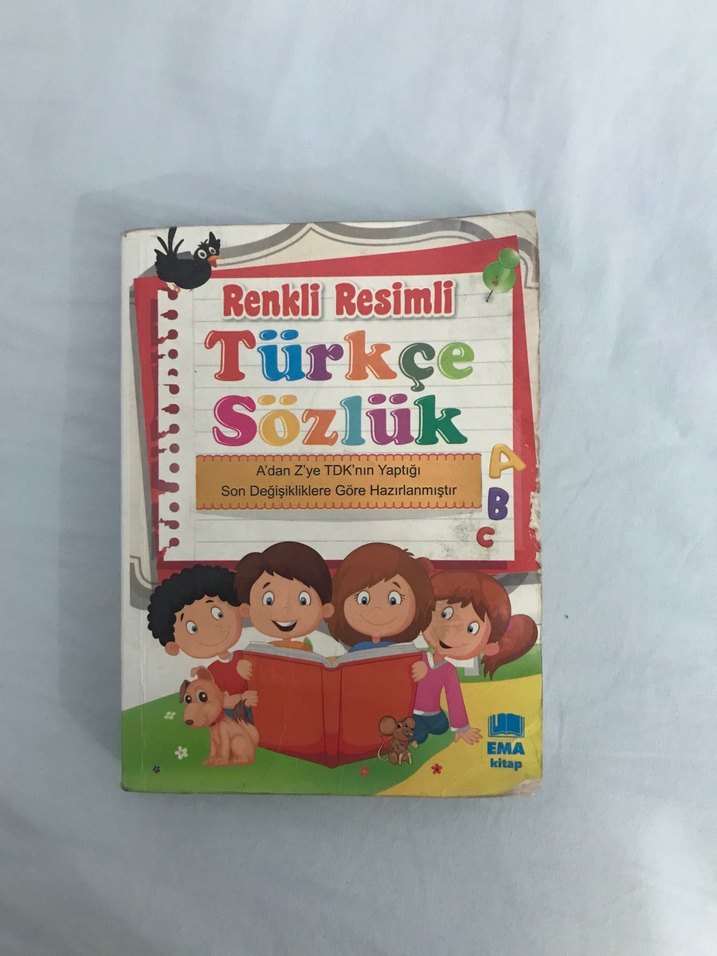 Renkli Resimli
Türkçe
Sözlük
A'dan Z'ye TDK'nın Yaptığı
Son Değişikliklere Göre Hazırlanmıştır
A
B
C
EMA
kitap